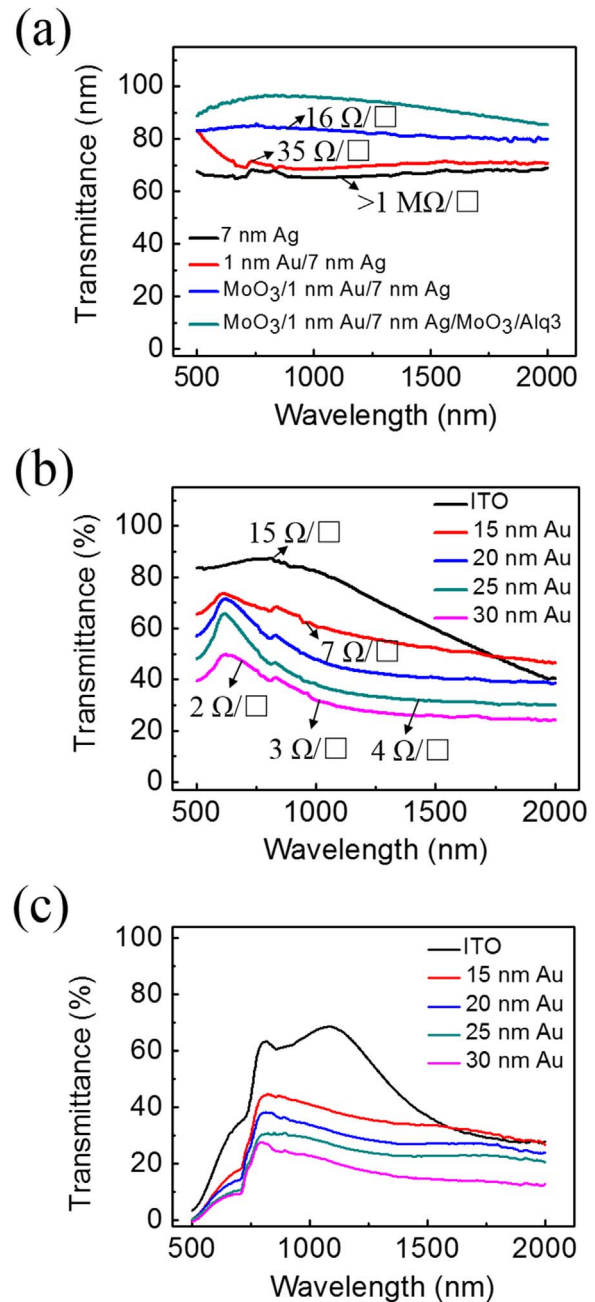 (a)
Transmittance (nm)
100
80
60
40
20
0
16 Ω/□
35 Ω/□
>1 MΩ/□
7 nm Ag
1 nm Au/7 nm Ag
MoO3/1 nm Au/7 nm Ag
MoO3/1 nm Au/7 nm Ag/MoO3/Alq3
500 1000 1500 2000
Wavelength (nm)
(b)
Transmittance (%)
100
80
60
40
20
0
ITO
15 nm Au
20 nm Au
25 nm Au
30 nm Au
15 Ω/□
7 Ω/□
2 Ω/□
3 Ω/□
4 Ω/□
500 1000 1500 2000
Wavelength (nm)
(c)
Transmittance (%)
100
80
60
40
20
0
ITO
15 nm Au
20 nm Au
25 nm Au
30 nm Au
500 1000 1500 2000
Wavelength (nm)